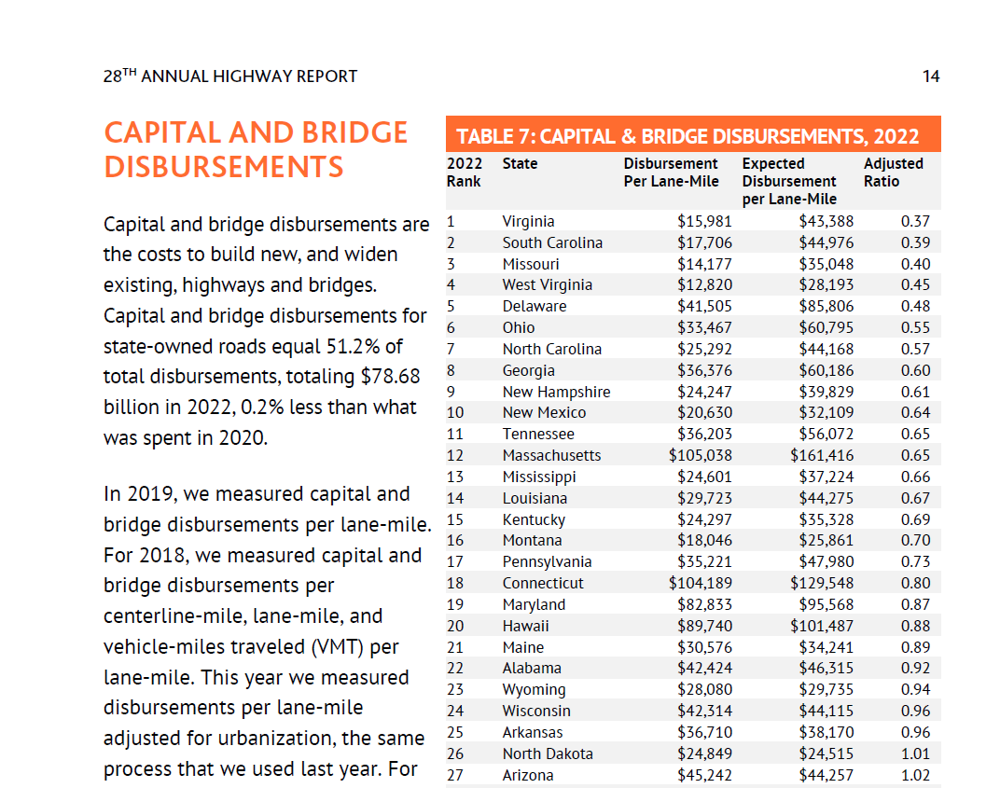 28TH ANNUAL HIGHWAY REPORT 14
CAPITAL AND BRIDGE
DISBURSEMENTS
Capital and bridge disbursements are
the costs to build new, and widen
existing, highways and bridges.
Capital and bridge disbursements for
state-owned roads equal 51.2% of
total disbursements, totaling $78.68
billion in 2022, 0.2% less than what
was spent in 2020.
In 2019, we measured capital and
bridge disbursements per lane-mile.
For 2018, we measured capital and
bridge disbursements per
centerline-mile, lane-mile, and
vehicle-miles traveled (VMT) per
lane-mile. This year we measured
disbursements per lane-mile
adjusted for urbanization, the same
process that we used last year. For
TABLE 7: CAPITAL & BRIDGE DISBURSEMENTS, 2022
2022 State Disbursement Expected Adjusted
Rank Per Lane-Mile Disbursement Ratio
per Lane-Mile
1 Virginia $15,981 $43,388 0.37
2 South Carolina $17,706 $44,976 0.39
3 Missouri $14,177 $35,048 0.40
4 West Virginia $12,820 $28,193 0.45
5 Delaware $41,505 $85,806 0.48
6 Ohio $33,467 $60,795 0.55
7 North Carolina $25,292 $44,168 0.57
8 Georgia $36,376 $60,186 0.60
9 New Hampshire $24,247 $39,829 0.61
10 New Mexico $20,630 $32,109 0.64
11 Tennessee $36,203 $56,072 0.65
12 Massachusetts $105,038 $161,416 0.65
13 Mississippi $24,601 $37,224 0.66
14 Louisiana $29,723 $44,275 0.67
15 Kentucky $24,297 $35,328 0.69
16 Montana $18,046 $25,861 0.70
17 Pennsylvania $35,221 $47,980 0.73
18 Connecticut $104,189 $129,548 0.80
19 Maryland $82,833 $95,568 0.87
20 Hawaii $89,740 $101,487 0.88
21 Maine $30,576 $34,241 0.89
22 Alabama $42,424 $46,315 0.92
23 Wyoming $28,080 $29,735 0.94
24 Wisconsin $42,314 $44,115 0.96
25 Arkansas $36,710 $38,170 0.96
26 North Dakota $24,849 $24,515 1.01
27 Arizona $45,242 $44,257 1.02